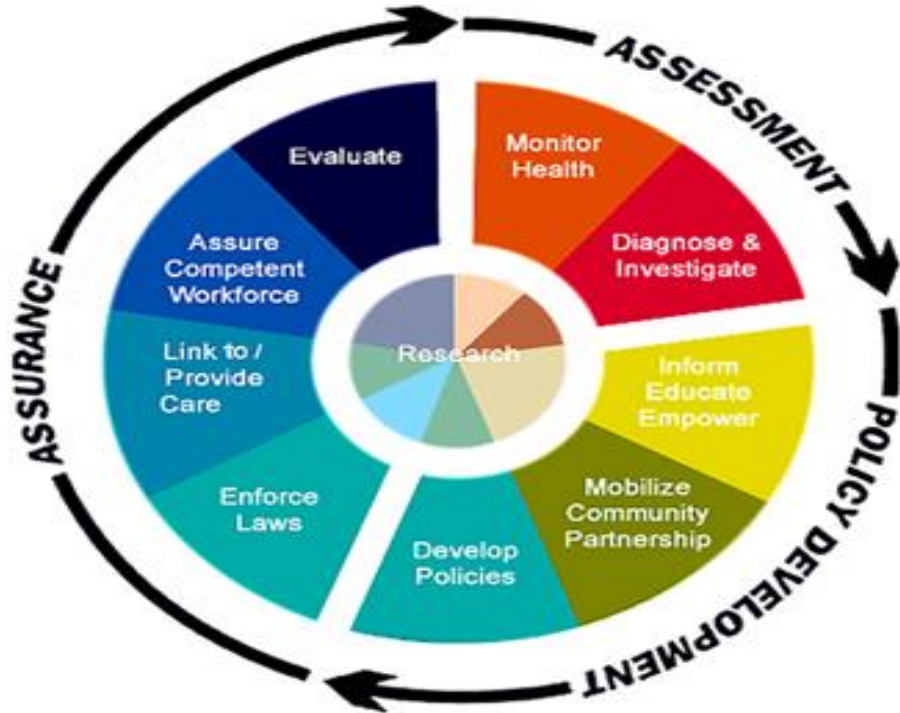 ASSESSMENT
Monitor
Health
Diagnose &
Investigate
POLICY DEVELOPMENT
Inform
Educate
Empower
Mobilize
Community
Partnership
Develop
Policies
ASSURANCE
Enforce
Laws
Link to /
Provide
Care
Assure
Competent
Workforce
Evaluate
Research